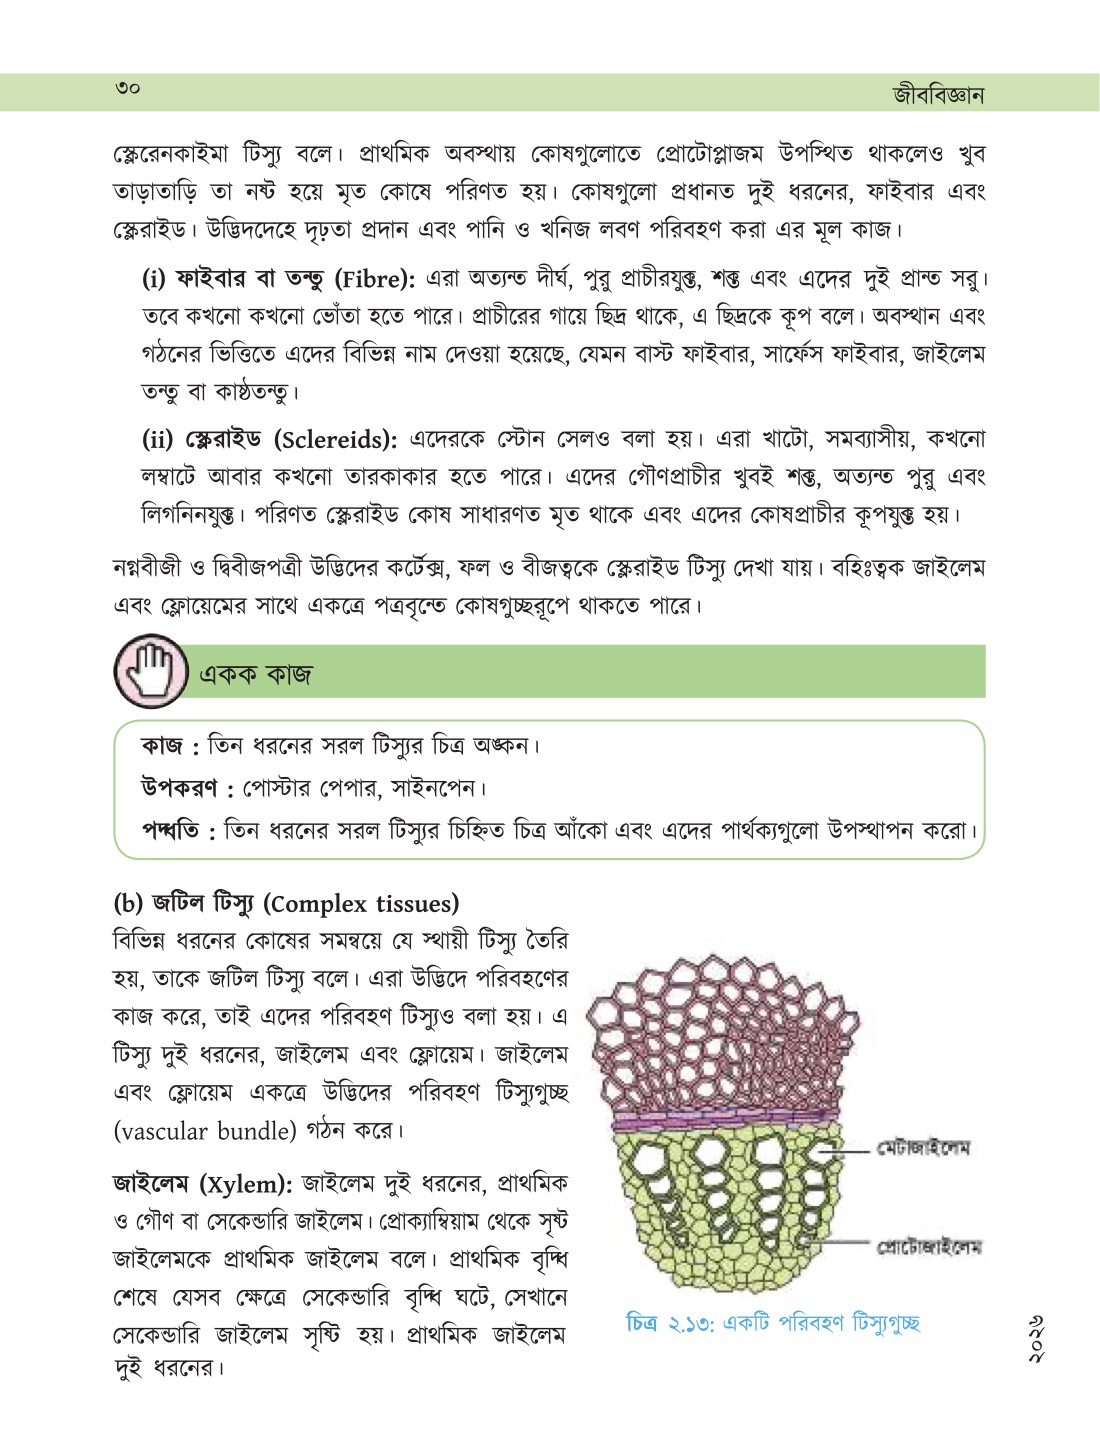 ৩০
জীববিজ্ঞান
স্ক্লেরেনকাইমা টিস্যু বলে। প্রাথমিক অবস্থায় কোষগুলোতে প্রোটোপ্লাজম উপস্থিত থাকলেও খুব
তাড়াতাড়ি তা নষ্ট হয়ে মৃত কোষে পরিণত হয়। কোষগুলো প্রধানত দুই ধরনের, ফাইবার এবং
স্ক্লেরাইড। উদ্ভিদদেহে দৃঢ়তা প্রদান এবং পানি ও খনিজ লবণ পরিবহণ করা এর মূল কাজ।
(i) ফাইবার বা তন্তু (Fibre): এরা অত্যন্ত দীর্ঘ, পুরু প্রাচীরযুক্ত, শক্ত এবং এদের দুই প্রান্ত সরু।
তবে কখনো কখনো ভোঁতা হতে পারে। প্রাচীরের গায়ে ছিদ্র থাকে, এ ছিদ্রকে কূপ বলে। অবস্থান এবং
গঠনের ভিত্তিতে এদের বিভিন্ন নাম দেওয়া হয়েছে, যেমন বাস্ট ফাইবার, সার্ফেস ফাইবার, জাইলেম
তন্তু বা কাষ্ঠতন্তু।
(ii) স্ক্লেরাইড (Sclereids): এদেরকে স্টোন সেলও বলা হয়। এরা খাটো, সমব্যাসীয়, কখনো
লম্বাটে আবার কখনো তারকাকার হতে পারে। এদের গৌণপ্রাচীর খুবই শক্ত, অত্যন্ত পুরু এবং
লিগনিনযুক্ত। পরিণত স্ক্লেরাইড কোষ সাধারণত মৃত থাকে এবং এদের কোষপ্রাচীর কূপযুক্ত হয়।
নগ্নবীজী ও দ্বিবীজপত্রী উদ্ভিদের কর্টেক্স, ফল ও বীজত্বকে স্ক্লেরাইড টিস্যু দেখা যায়। বহিঃত্বক জাইলেম
এবং ফ্লোয়েমের সাথে একত্রে পত্রবৃন্তে কোষগুচ্ছরূপে থাকতে পারে।
একক কাজ
কাজ : তিন ধরনের সরল টিস্যুর চিত্র অঙ্কন।
উপকরণ : পোস্টার পেপার, সাইনপেন।
পদ্ধতি : তিন ধরনের সরল টিস্যুর চিহ্নিত চিত্র আঁকো এবং এদের পার্থক্যগুলো উপস্থাপন করো।
(b) জটিল টিস্যু (Complex tissues)
বিভিন্ন ধরনের কোষের সমন্বয়ে যে স্থায়ী টিস্যু তৈরি
হয়, তাকে জটিল টিস্যু বলে। এরা উদ্ভিদে পরিবহণের
কাজ করে, তাই এদের পরিবহণ টিস্যুও বলা হয়। এ
টিস্যু দুই ধরনের, জাইলেম এবং ফ্লোয়েম। জাইলেম
এবং ফ্লোয়েম একত্রে উদ্ভিদের পরিবহণ টিস্যুগুচ্ছ
(vascular bundle) গঠন করে।
জাইলেম (Xylem): জাইলেম দুই ধরনের, প্রাথমিক
ও গৌণ বা সেকেন্ডারি জাইলেম। প্রোক্যাম্বিয়াম থেকে সৃষ্ট
জাইলেমকে প্রাথমিক জাইলেম বলে। প্রাথমিক বৃদ্ধি
শেষে যেসব ক্ষেত্রে সেকেন্ডারি বৃদ্ধি ঘটে, সেখানে
সেকেন্ডারি জাইলেম সৃষ্টি হয়। প্রাথমিক জাইলেম
দুই ধরনের।
মেটাজাইলেম
প্রোটোজাইলেম
চিত্র ২.১৩: একটি পরিবহণ টিস্যুগুচ্ছ
২০২৬